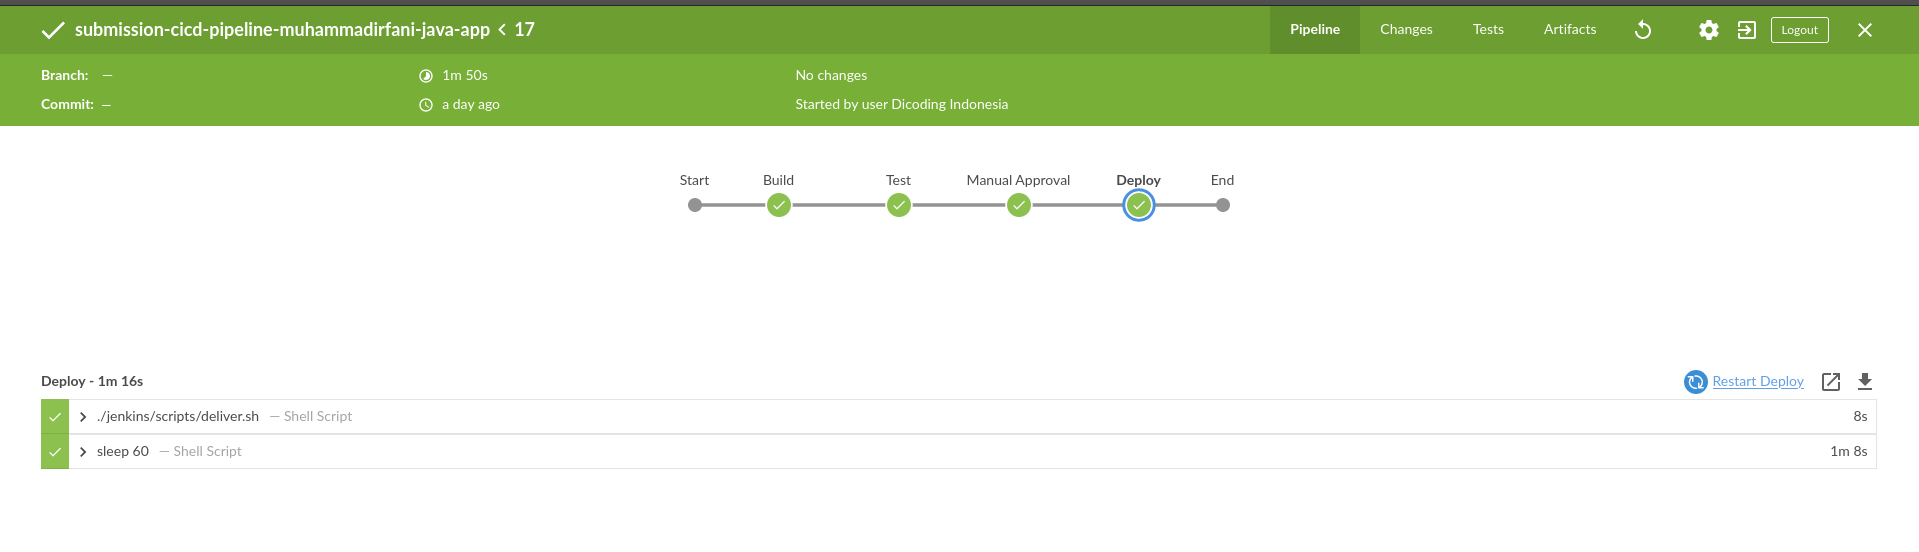 submission-cicd-pipeline-muhammadirfani-java-app < 17
Pipeline Changes Tests Artifacts Logout
Branch: — 1m 50s No changes
Commit: — a day ago Started by user Dicoding Indonesia
Start Build Test Manual Approval Deploy End
Deploy - 1m 16s Restart Deploy
./jenkins/scripts/deliver.sh — Shell Script 8s
sleep 60 — Shell Script 1m 8s